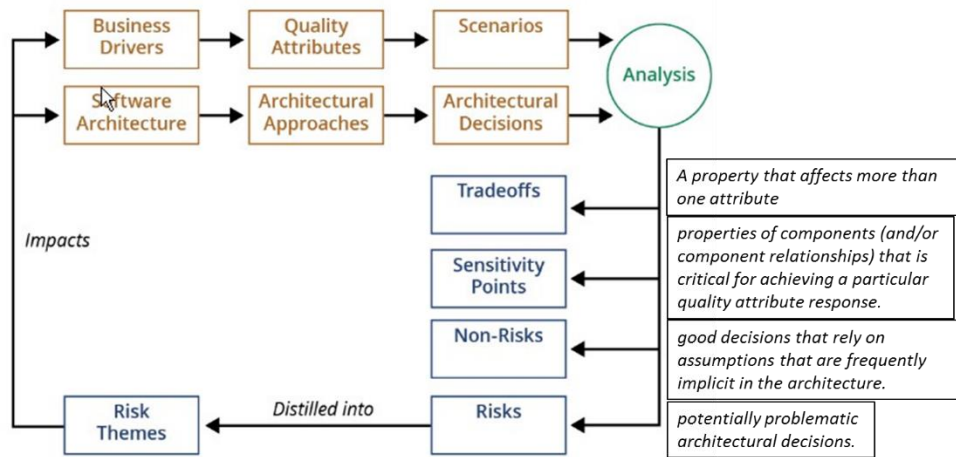 Business
Drivers
Quality
Attributes
Scenarios
Analysis
Software
Architecture
Architectural
Approaches
Architectural
Decisions
Tradeoffs
A property that affects more than
one attribute
Impacts
Sensitivity
Points
properties of components (and/or
component relationships) that is
critical for achieving a particular
quality attribute response.
Non-Risks
good decisions that rely on
assumptions that are frequently
implicit in the architecture.
Risk
Themes
Distilled into
Risks
potentially problematic
architectural decisions.